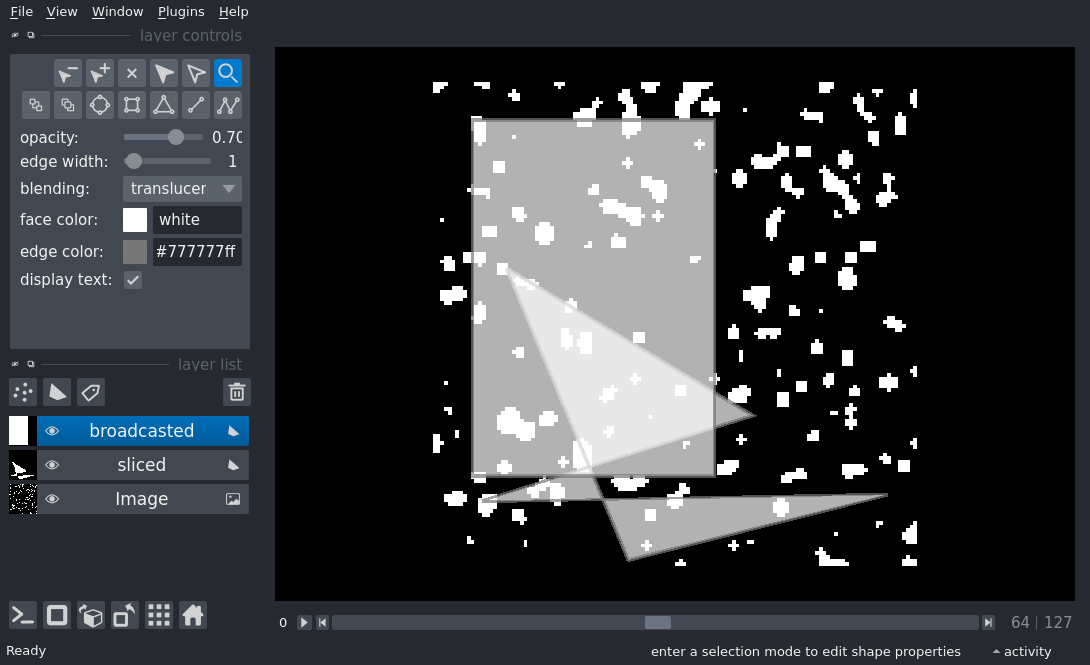 File View Window Plugins Help
layer controls
opacity: 0.70
edge width: 1
blending: translucer
face color: white
edge color: #777777ff
display text:
layer list
broadcasted
sliced
Image
0 64 | 127
Ready enter a selection mode to edit shape properties activity